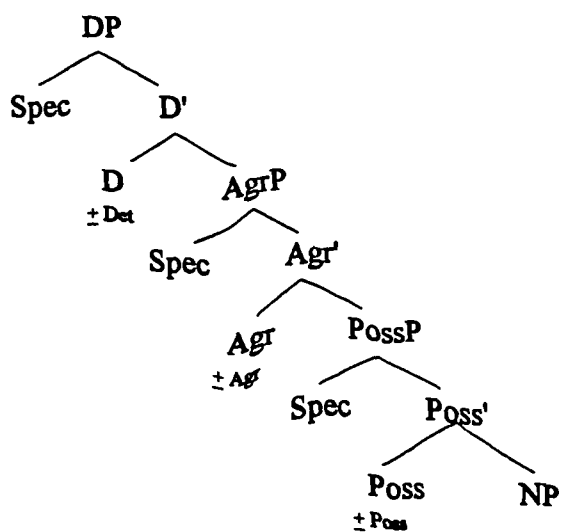 DP
Spec D'
D AgrP
± Det
Spec Agr'
Agr PossP
± Agr
Spec Poss'
Poss NP
± Poss